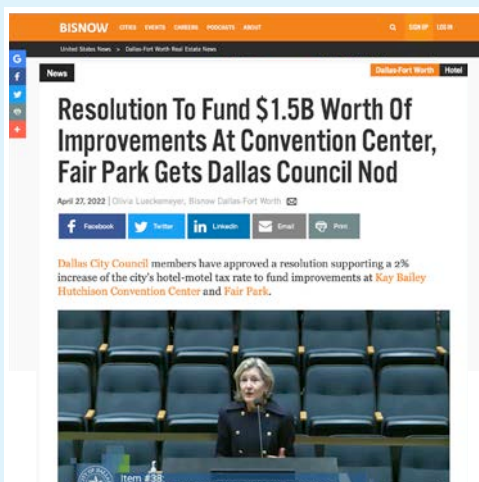 BISNOW CITIES EVENTS CAREERS PODCASTS ABOUT SIGN UP LOG IN
United States News > Dallas-Fort Worth Real Estate News
News Dallas-Fort Worth Hotel
Resolution To Fund $1.5B Worth Of
Improvements At Convention Center,
Fair Park Gets Dallas Council Nod
April 27, 2022 | Olivia Lueckemeyer, Bisnow Dallas-Fort Worth
Facebook Twitter LinkedIn Email Print
Dallas City Council members have approved a resolution supporting a 2%
increase of the city's hotel-motel tax rate to fund improvements at Kay Bailey
Hutchison Convention Center and Fair Park.
Item #38: